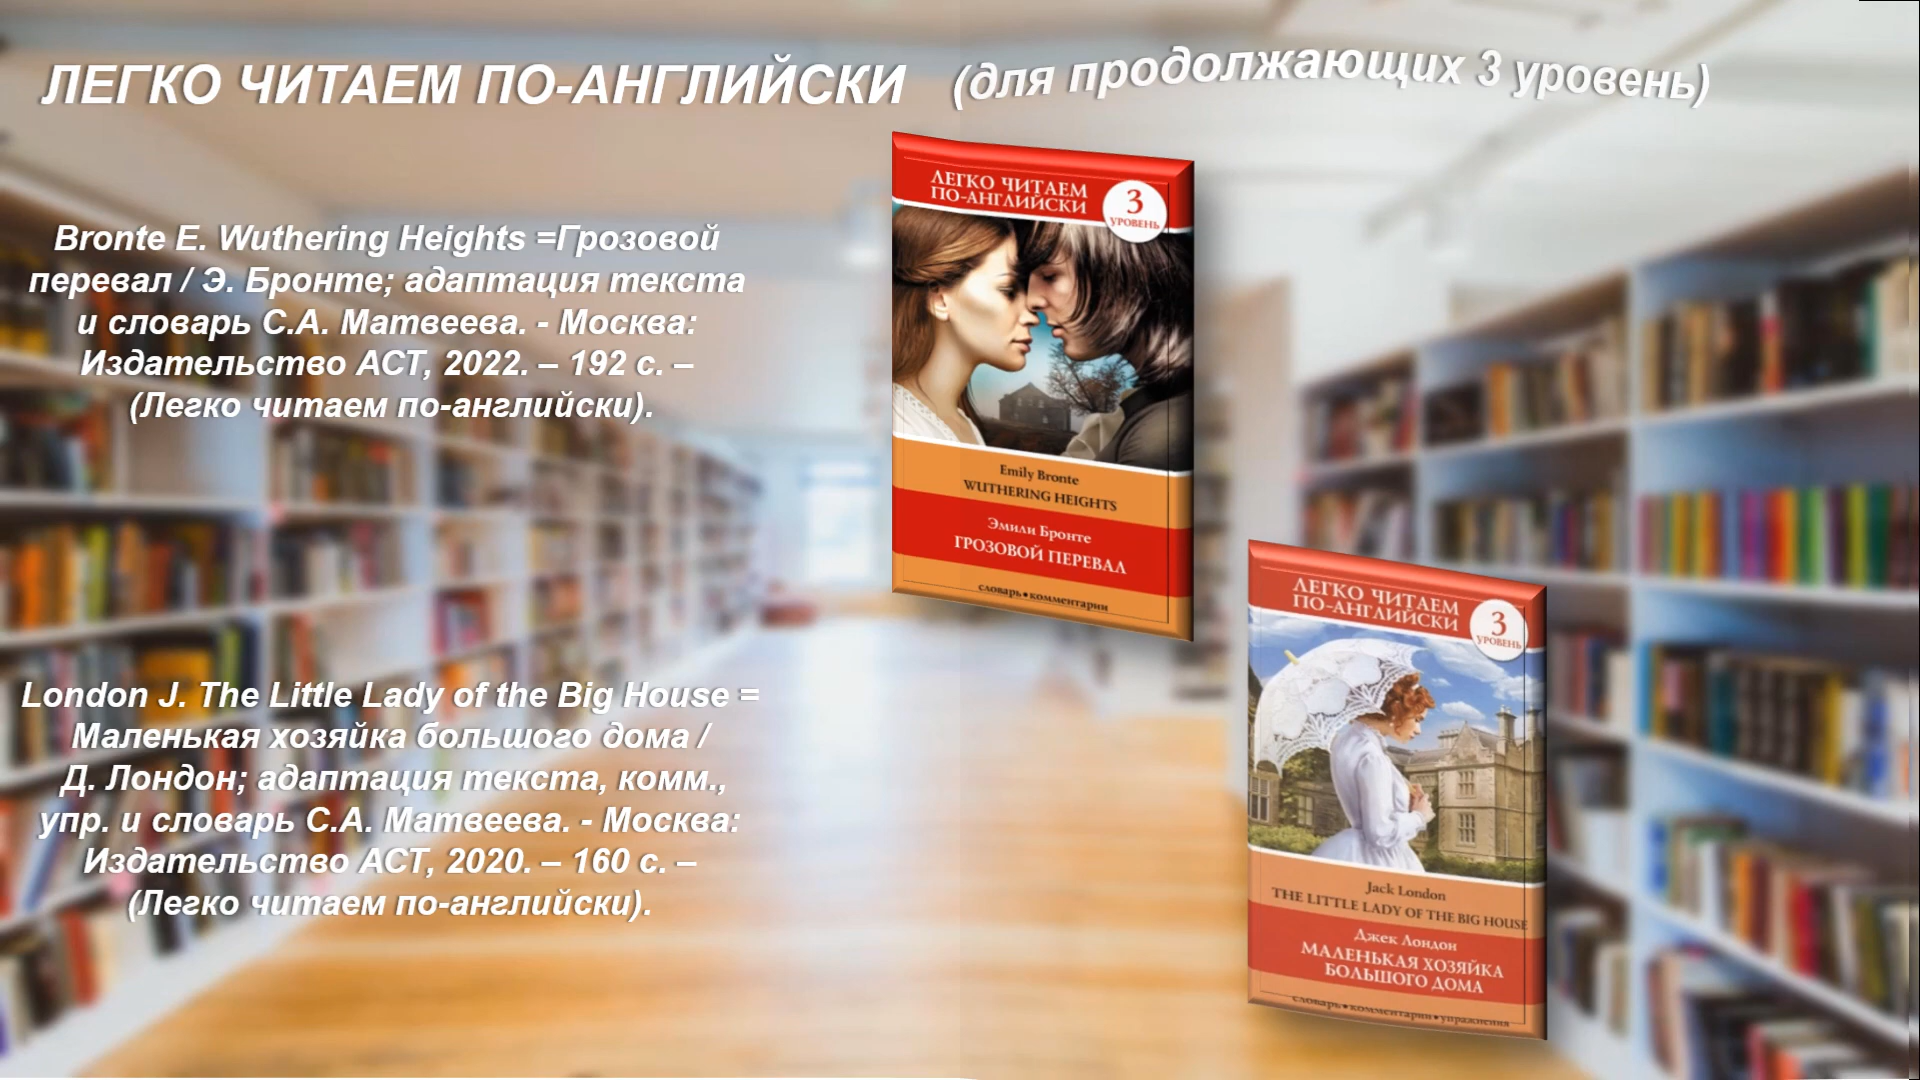 ЛЕГКО ЧИТАЕМ ПО-АНГЛИЙСКИ (для продолжающих 3 уровень)
Bronte E. Wuthering Heights =Грозовой
перевал / Э. Бронте; адаптация текста
и словарь С.А. Матвеева. - Москва:
Издательство АСТ, 2022. – 192 с. –
(Легко читаем по-английски).
ЛЕГКО ЧИТАЕМ
ПО-АНГЛИЙСКИ
3
УРОВЕНЬ
Emily Bronte
WUTHERING HEIGHTS
Эмили Бронте
ГРОЗОВОЙ ПЕРЕВАЛ
словарь•комментарии
London J. The Little Lady of the Big House =
Маленькая хозяйка большого дома /
Д. Лондон; адаптация текста, комм.,
упр. и словарь С.А. Матвеева. - Москва:
Издательство АСТ, 2020. – 160 с. –
(Легко читаем по-английски).
ЛЕГКО ЧИТАЕМ
ПО-АНГЛИЙСКИ
3
УРОВЕНЬ
Jack London
THE LITTLE LADY OF THE BIG HOUSE
Джек Лондон
МАЛЕНЬКАЯ ХОЗЯЙКА
БОЛЬШОГО ДОМА
словарь•комментарии•упражнения